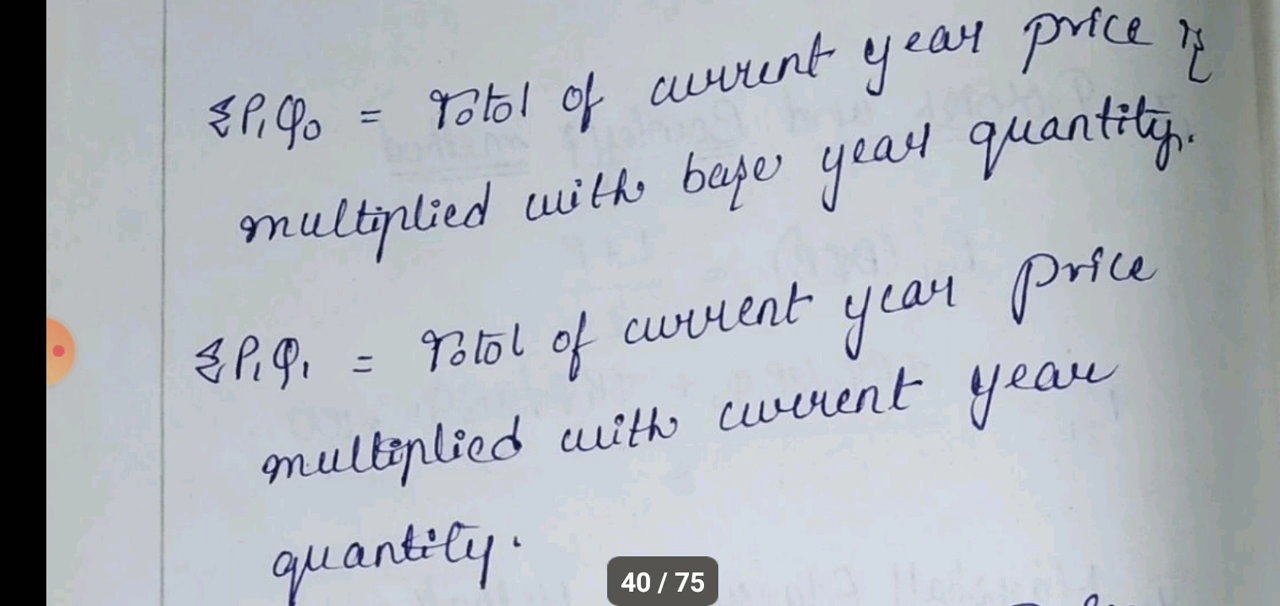 ΣP₁Q₀ = Total of current year price
multiplied with base year quantity.
ΣP₁Q₁ = Total of current year price
multiplied with current year
quantity.
40 / 75